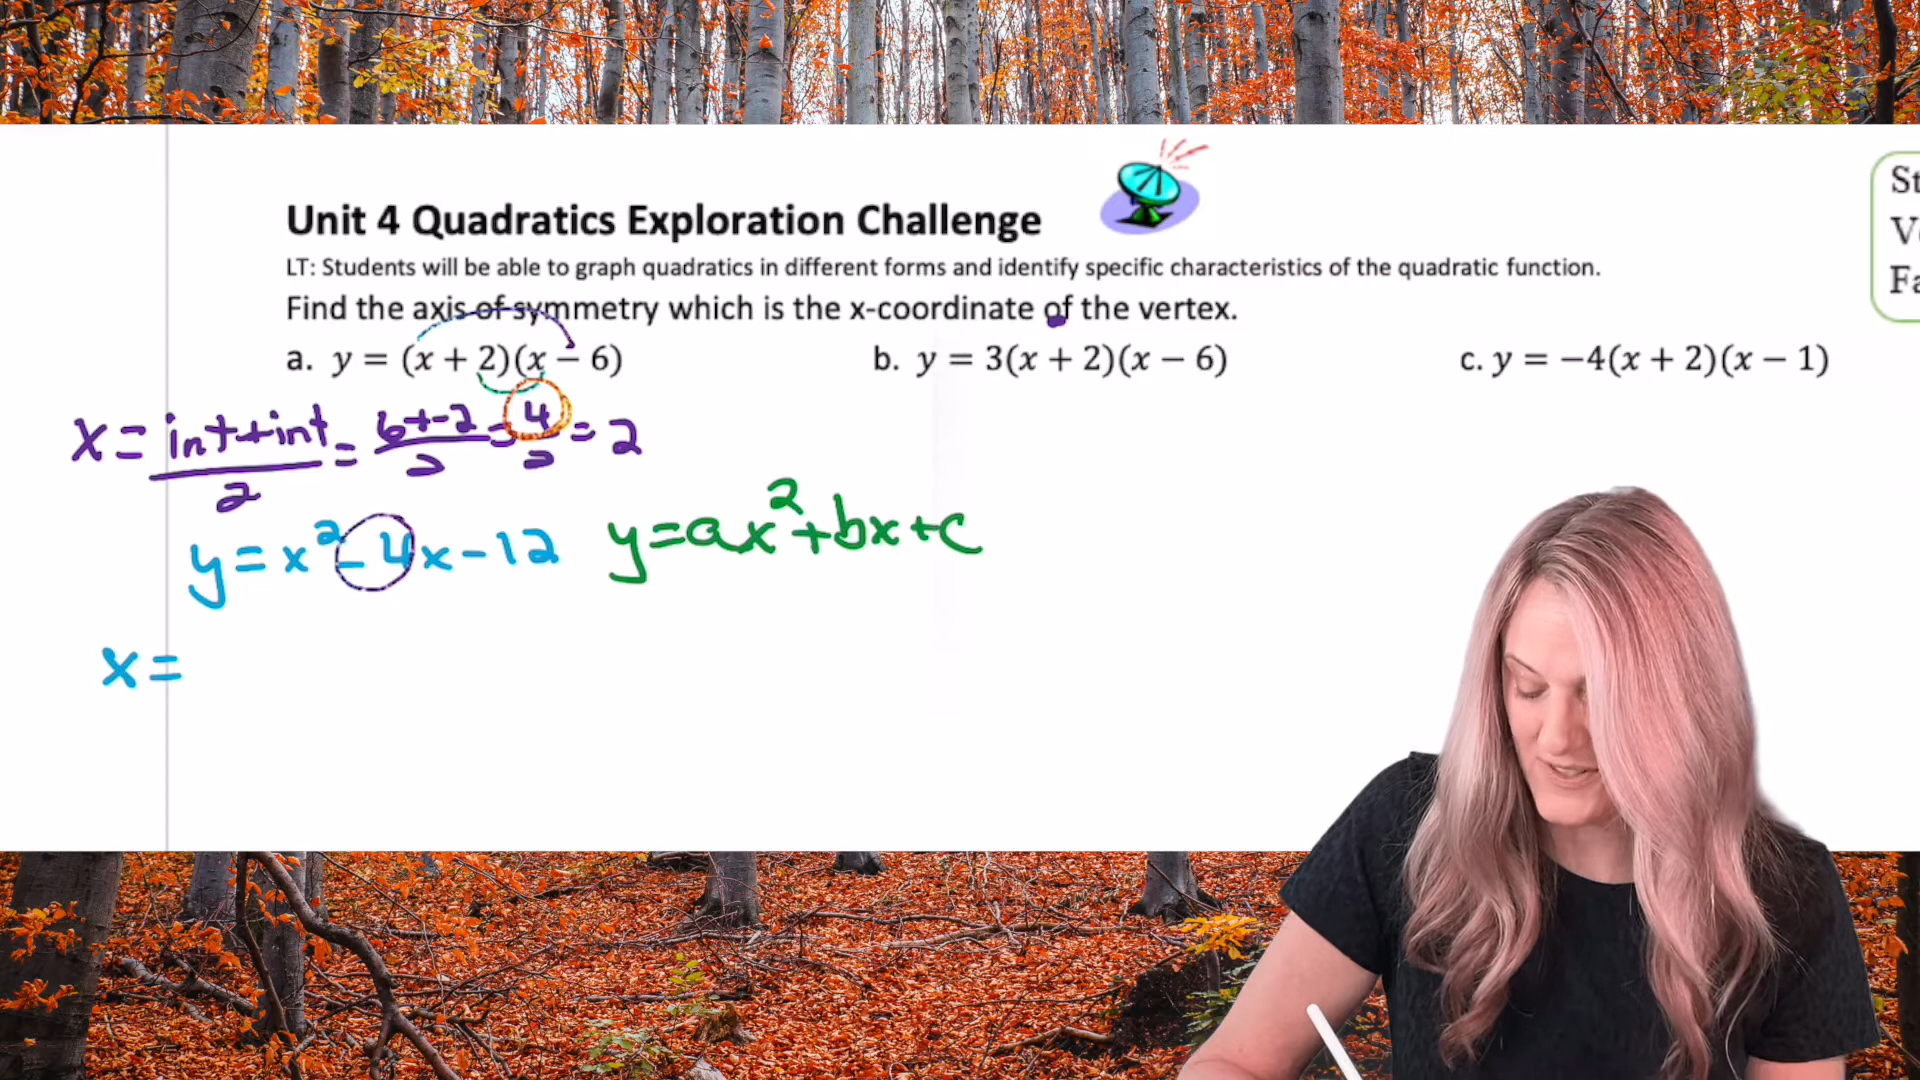 Unit 4 Quadratics Exploration Challenge
LT: Students will be able to graph quadratics in different forms and identify specific characteristics of the quadratic function.
Find the axis of symmetry which is the x-coordinate of the vertex.
a. y = (x + 2)(x − 6)
b. y = 3(x + 2)(x − 6)
c. y = −4(x + 2)(x − 1)
x = int + int / 2 = 6 + -2 / 2 = 4 / 2 = 2
y = x² - 4x - 12
y = ax² + bx + c
x =
St
Ve
Fa